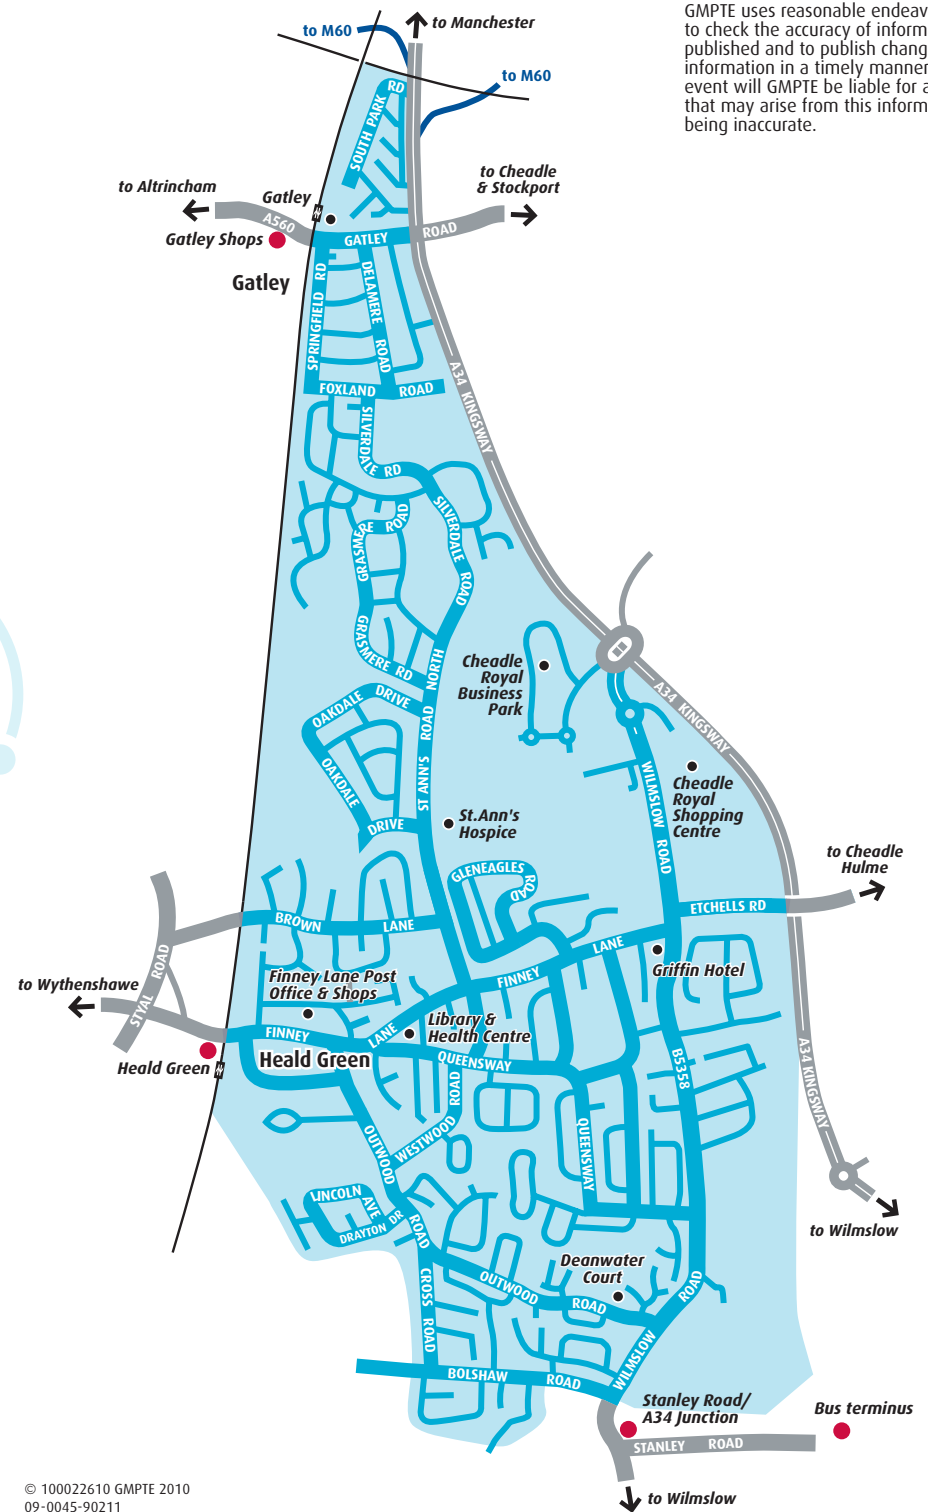 GMPTE uses reasonable endeav
to check the accuracy of inform
published and to publish chang
information in a timely manner
event will GMPTE be liable for a
that may arise from this inform
being inaccurate.
to Manchester
to M60
to M60
SOUTH PARK RD
to Cheadle
& Stockport
to Altrincham
Gatley
A560
GATLEY ROAD
Gatley Shops
Gatley
SPRINGFIELD RD
DELAMERE ROAD
FOXLAND ROAD
A34 KINGSWAY
SILVERDALE RD
SILVERDALE ROAD
GRASMERE ROAD
GRASMERE RD
Cheadle
Royal
Business
Park
A34 KINGSWAY
OAKDALE DRIVE
OAKDALE DRIVE
ST ANN'S ROAD NORTH
WILMSLOW ROAD
Cheadle
Royal
Shopping
Centre
St.Ann's
Hospice
to Cheadle
Hulme
GLENEAGLES ROAD
ETCHELLS RD
BROWN LANE
STYAL ROAD
FINNEY LANE
Griffin Hotel
to Wythenshawe
Finney Lane Post
Office & Shops
Library &
Health Centre
FINNEY LANE
Heald Green
Heald Green
QUEENSWAY
B5358
A34 KINGSWAY
WESTWOOD ROAD
QUEENSWAY
OUTWOOD ROAD
LINCOLN AVE
DRAYTON DR
to Wilmslow
Deanwater
Court
CROSS ROAD
OUTWOOD ROAD
WILMSLOW ROAD
BOLSHAW ROAD
Stanley Road/
A34 Junction
Bus terminus
STANLEY ROAD
to Wilmslow
© 100022610 GMPTE 2010
09-0045-90211